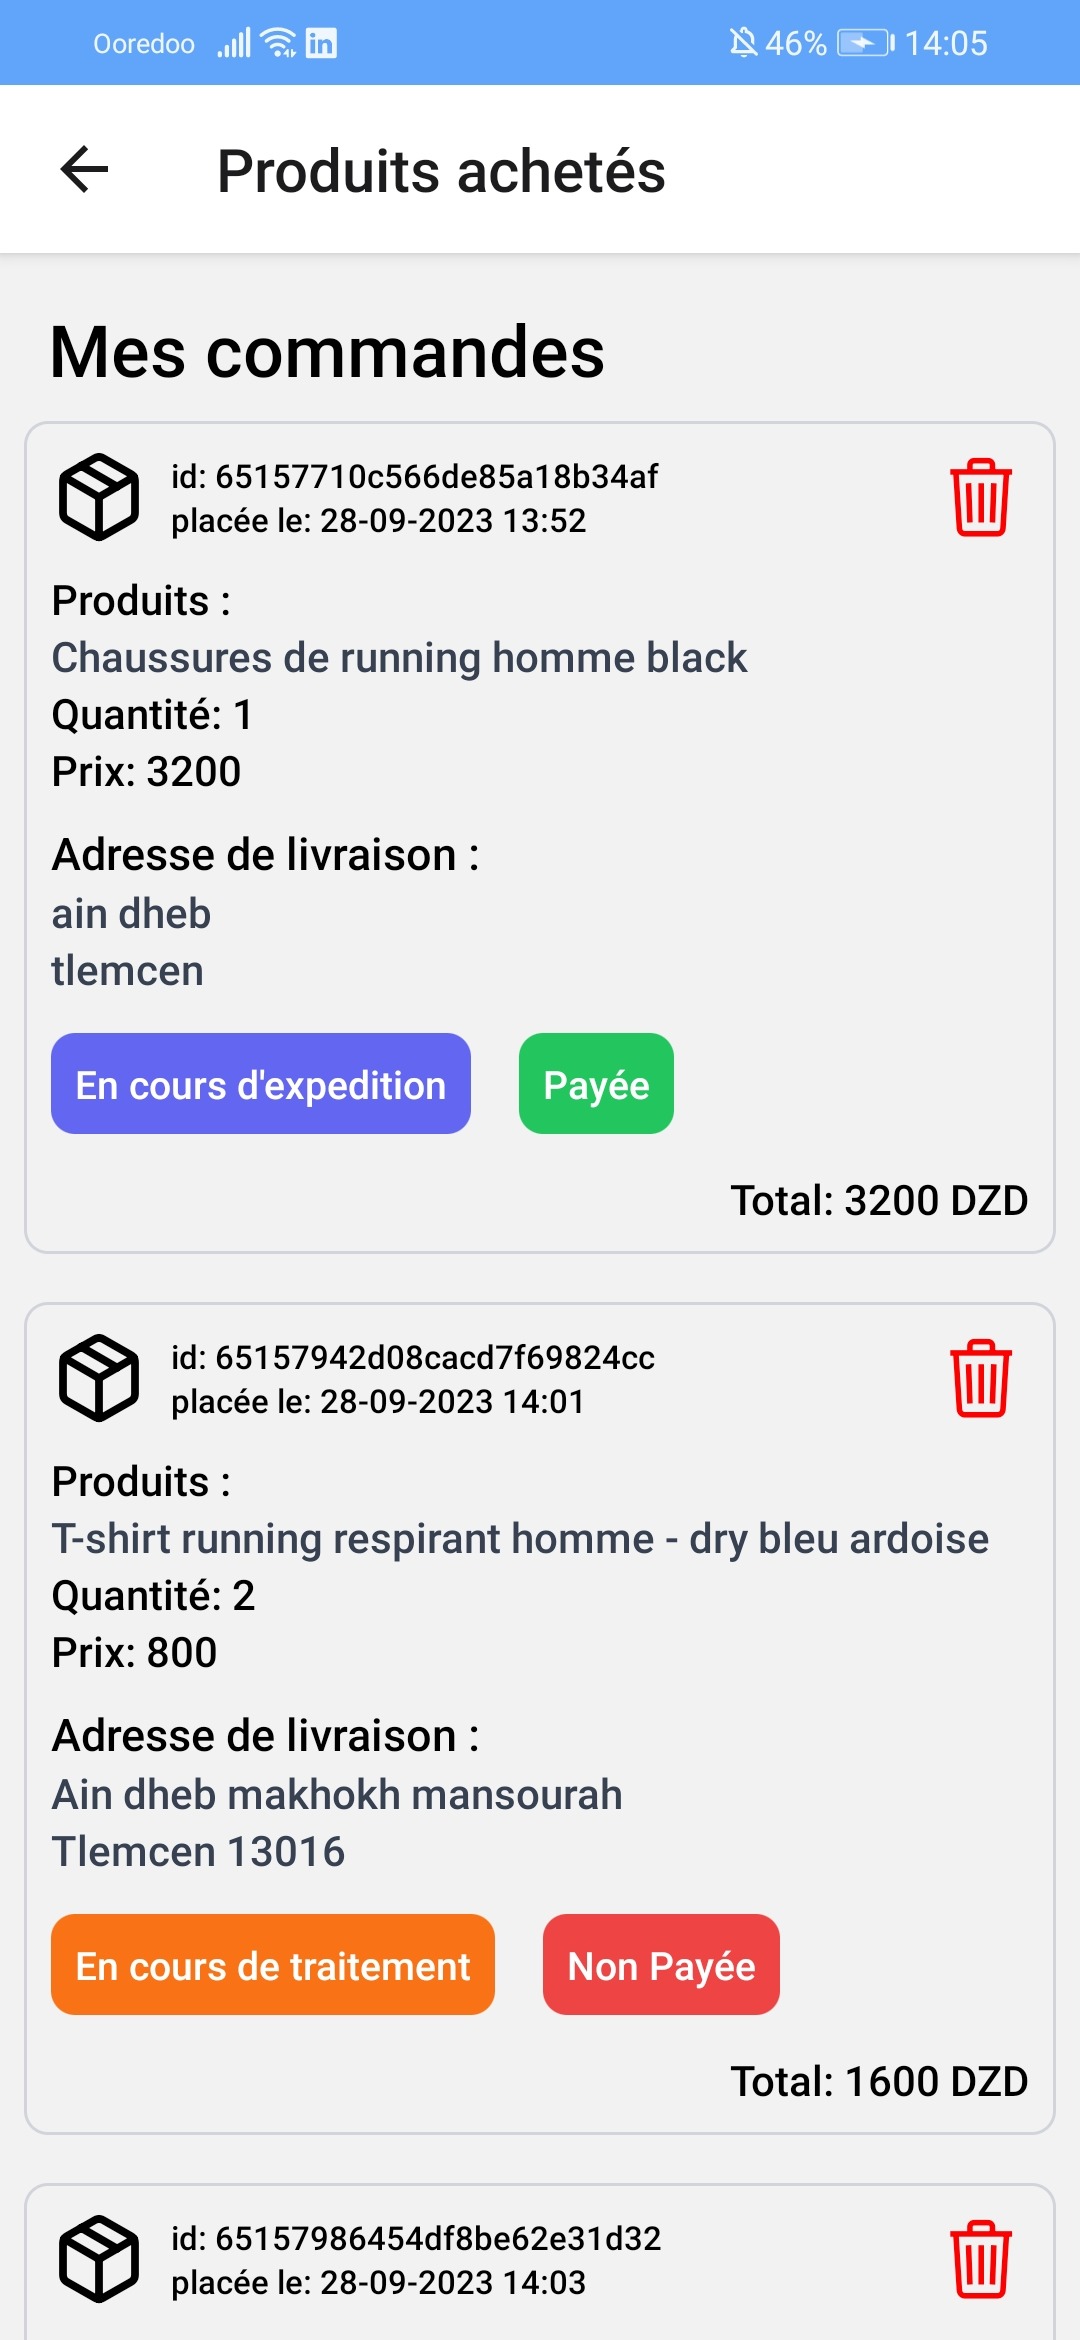 Ooredoo in 46% 14:05
Produits achetés
Mes commandes
id: 65157710c566de85a18b34af
placée le: 28-09-2023 13:52
Produits :
Chaussures de running homme black
Quantité: 1
Prix: 3200
Adresse de livraison :
ain dheb
tlemcen
En cours d'expedition Payée
Total: 3200 DZD
id: 65157942d08cacd7f69824cc
placée le: 28-09-2023 14:01
Produits :
T-shirt running respirant homme - dry bleu ardoise
Quantité: 2
Prix: 800
Adresse de livraison :
Ain dheb makhokh mansourah
Tlemcen 13016
En cours de traitement Non Payée
Total: 1600 DZD
id: 65157986454df8be62e31d32
placée le: 28-09-2023 14:03